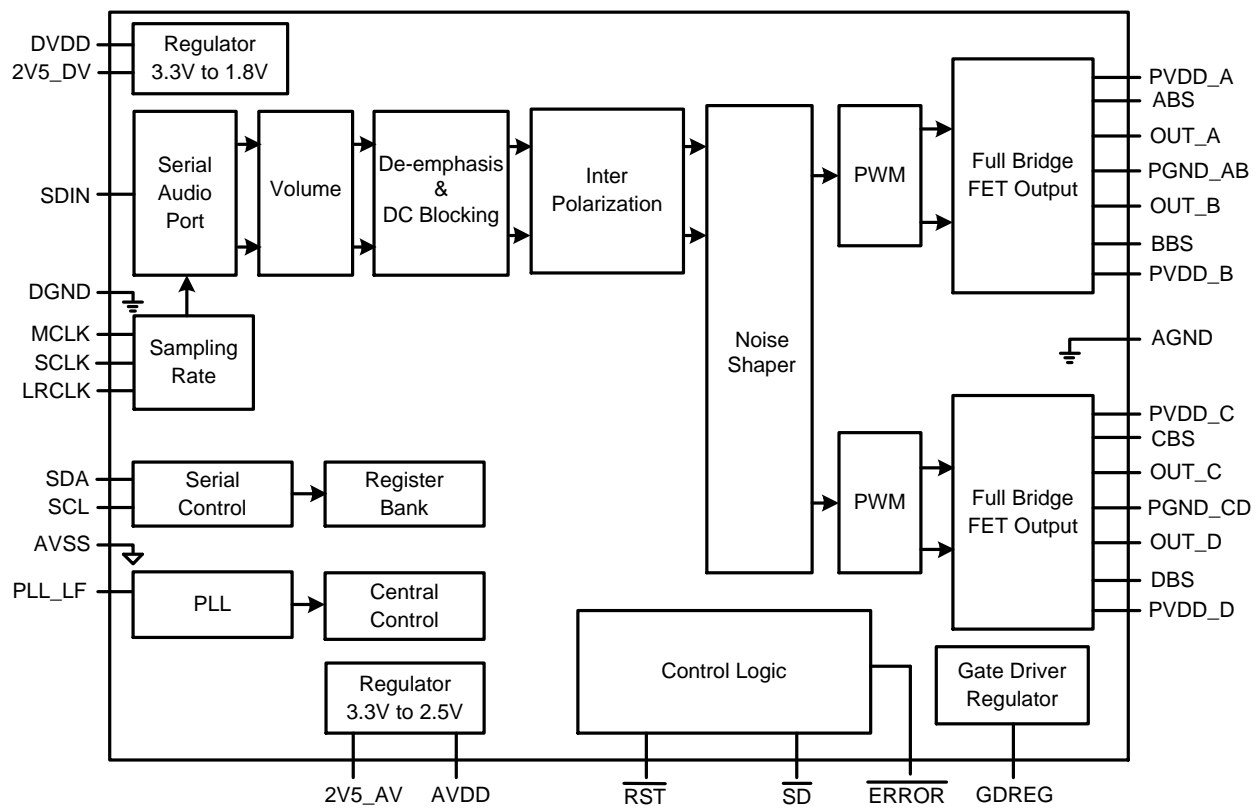 DVDD
2V5_DV
Regulator
3.3V to 1.8V
SDIN
Serial
Audio
Port
Volume
De-emphasis
&
DC Blocking
Inter
Polarization
Noise
Shaper
PWM
Full Bridge
FET Output
PVDD_A
ABS
OUT_A
PGND_AB
OUT_B
BBS
PVDD_B
DGND
MCLK
SCLK
LRCLK
Sampling
Rate
AGND
SDA
SCL
Serial
Control
Register
Bank
PWM
Full Bridge
FET Output
PVDD_C
CBS
OUT_C
PGND_CD
OUT_D
DBS
PVDD_D
AVSS
PLL_LF
PLL
Central
Control
Regulator
3.3V to 2.5V
Control Logic
Gate Driver
Regulator
2V5_AV
AVDD
RST
SD
ERROR
GDREG